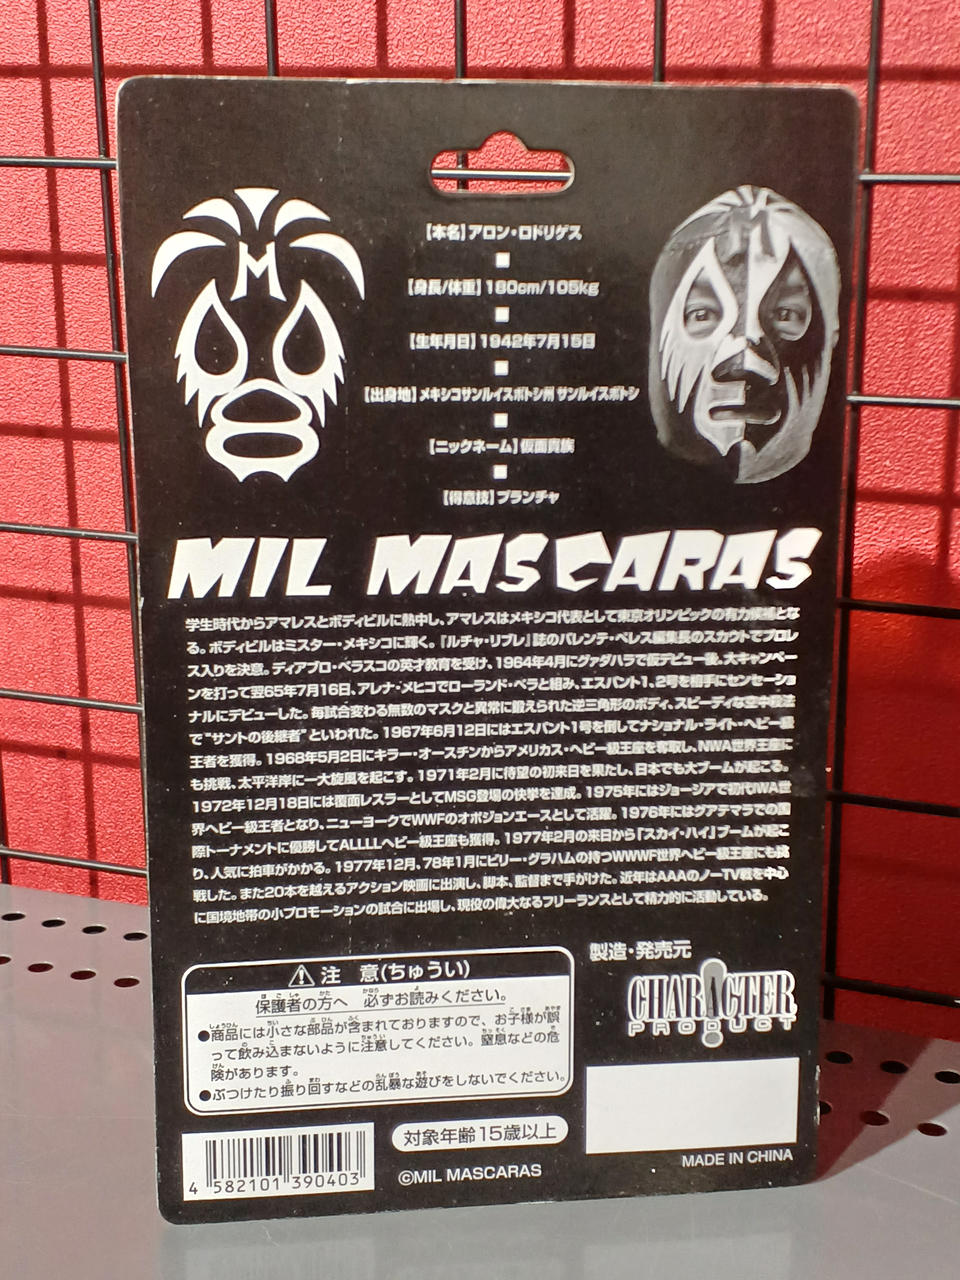 M
【本名】アロン・ロドリゲス
【身長/体重】180cm/105kg
【生年月日】1942年7月15日
【出身地】メキシコサンルイスポトシ州 サンルイスポトシ
【ニックネーム】仮面貴族
【得意技】プランチャ
MIL MASCARAS
学生時代からアマレスとボディビルに熱中し、アマレスはメキシコ代表として東京オリンピックの有力候補とな
る。ボディビルはミスター・メキシコに輝く。『ルチャ・リブレ』誌のバレンテ・ペレス編集長のスカウトでプロレ
ス入りを決意。ディアブロ・ベラスコの英才教育を受け、1964年4月にグァダハラで仮デビュー後、大キャンペー
ンを打って翌65年7月16日、アレナ・メヒコでローランド・ベラと組み、エスパント1、2号を相手にセンセーショ
ナルにデビューした。毎試合変わる無数のマスクと異常に鍛えられた逆三角形のボディ、スピーディな空中殺法
で“サントの後継者”といわれた。1967年6月12日にはエスパント1号を倒してナショナル・ライト・ヘビー級
王者を獲得。1968年5月2日にキラー・オースチンからアメリカス・ヘビー級王座を奪取し、NWA世界王座に
も挑戦、太平洋岸に一大旋風を起こす。1971年2月に待望の初来日を果たし、日本でも大ブームが起こる。
1972年12月18日には覆面レスラーとしてMSG登場の快挙を達成。1975年にはジョージアで初代IWA世
界ヘビー級王者となり、ニューヨークでWWFのオポジョンエースとして活躍。1976年にはグアテマラでの国
際トーナメントに優勝してALLLLヘビー級王座も獲得。1977年2月の来日から「スカイ・ハイ」ブームが起こ
り、人気に拍車がかかる。1977年12月、78年1月にビリー・グラハムの持つWWWF世界ヘビー級王座にも挑
戦した。また20本を越えるアクション映画に出演し、脚本、監督まで手がけた。近年はAAAのノーTV戦を中心
に国境地帯の小プロモーションの試合に出場し、現役の偉大なるフリーランスとして精力的に活動している。
注 意(ちゅうい)
保護者の方へ 必ずお読みください。
●商品には小さな部品が含まれておりますので、お子様が誤
って飲み込まないように注意してください。窒息などの危
険があります。
●ぶつけたり振り回すなどの乱暴な遊びをしないでください。
製造・発売元
CHARACTER
PRODUCT
対象年齢15歳以上
©MIL MASCARAS
MADE IN CHINA
4 582101 390403